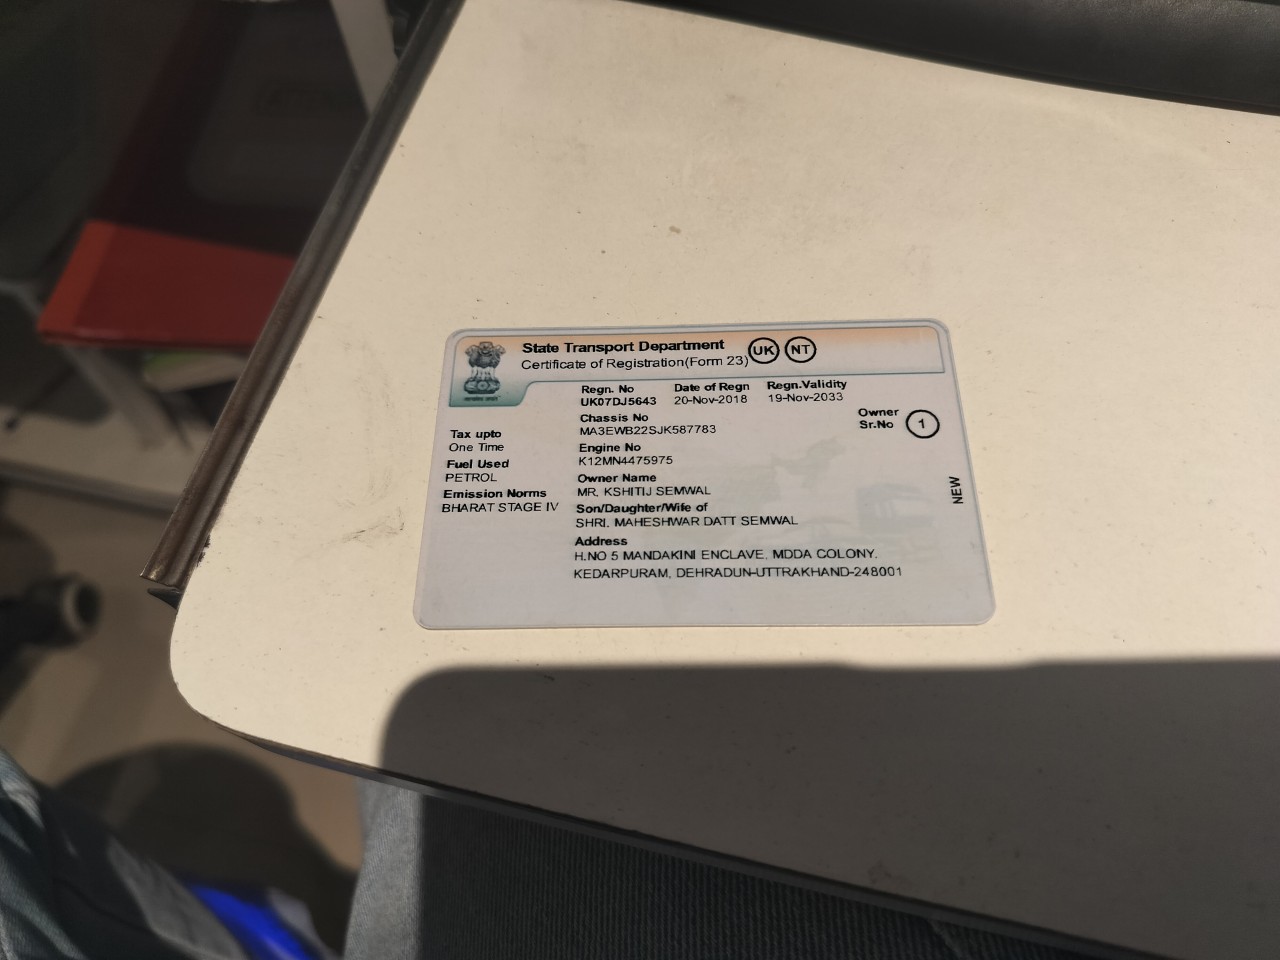 State Transport Department UK NT
Certificate of Registration(Form 23)
Regn. No Date of Regn Regn.Validity
UK07DJ5643 20-Nov-2018 19-Nov-2033
Chassis No
MA3EWB22SJK587783
Owner
Sr.No 1
Tax upto
One Time
Engine No
K12MN4475975
Fuel Used
PETROL
Owner Name
MR. KSHITIJ SEMWAL
Emission Norms
BHARAT STAGE IV
Son/Daughter/Wife of
SHRI. MAHESHWAR DATT SEMWAL
Address
H.NO 5 MANDAKINI ENCLAVE, MDDA COLONY,
KEDARPURAM, DEHRADUN-UTTRAKHAND-248001
NEW